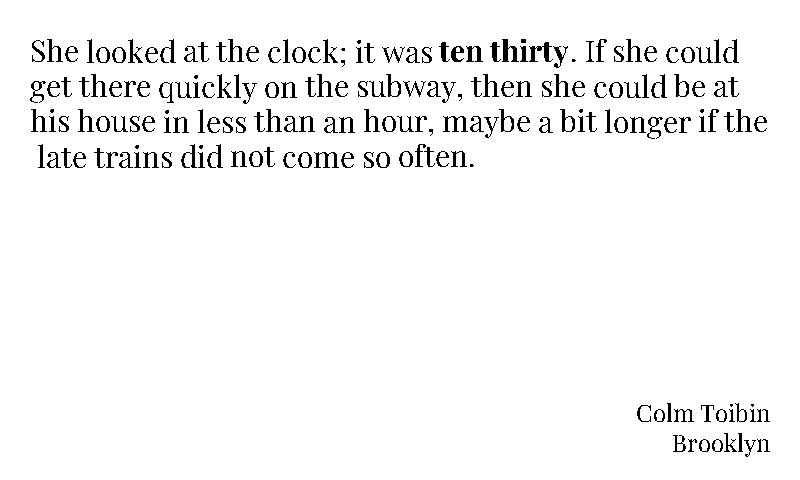 She looked at the clock; it was ten thirty. If she could
get there quickly on the subway, then she could be at
his house in less than an hour, maybe a bit longer if the
late trains did not come so often.
Colm Toibin
Brooklyn